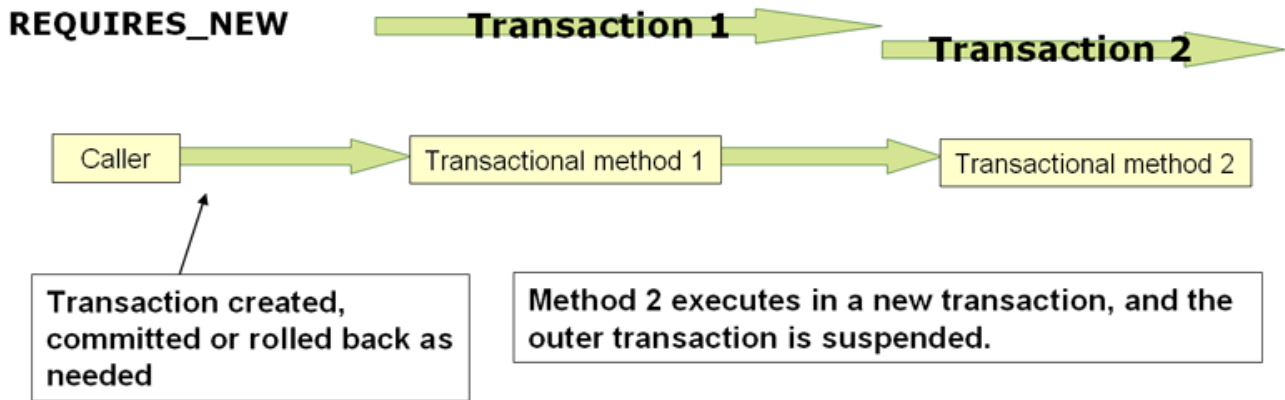 REQUIRES_NEW
Transaction 1
Transaction 2
Caller
Transactional method 1
Transactional method 2
Transaction created,
committed or rolled back as
needed
Method 2 executes in a new transaction, and the
outer transaction is suspended.